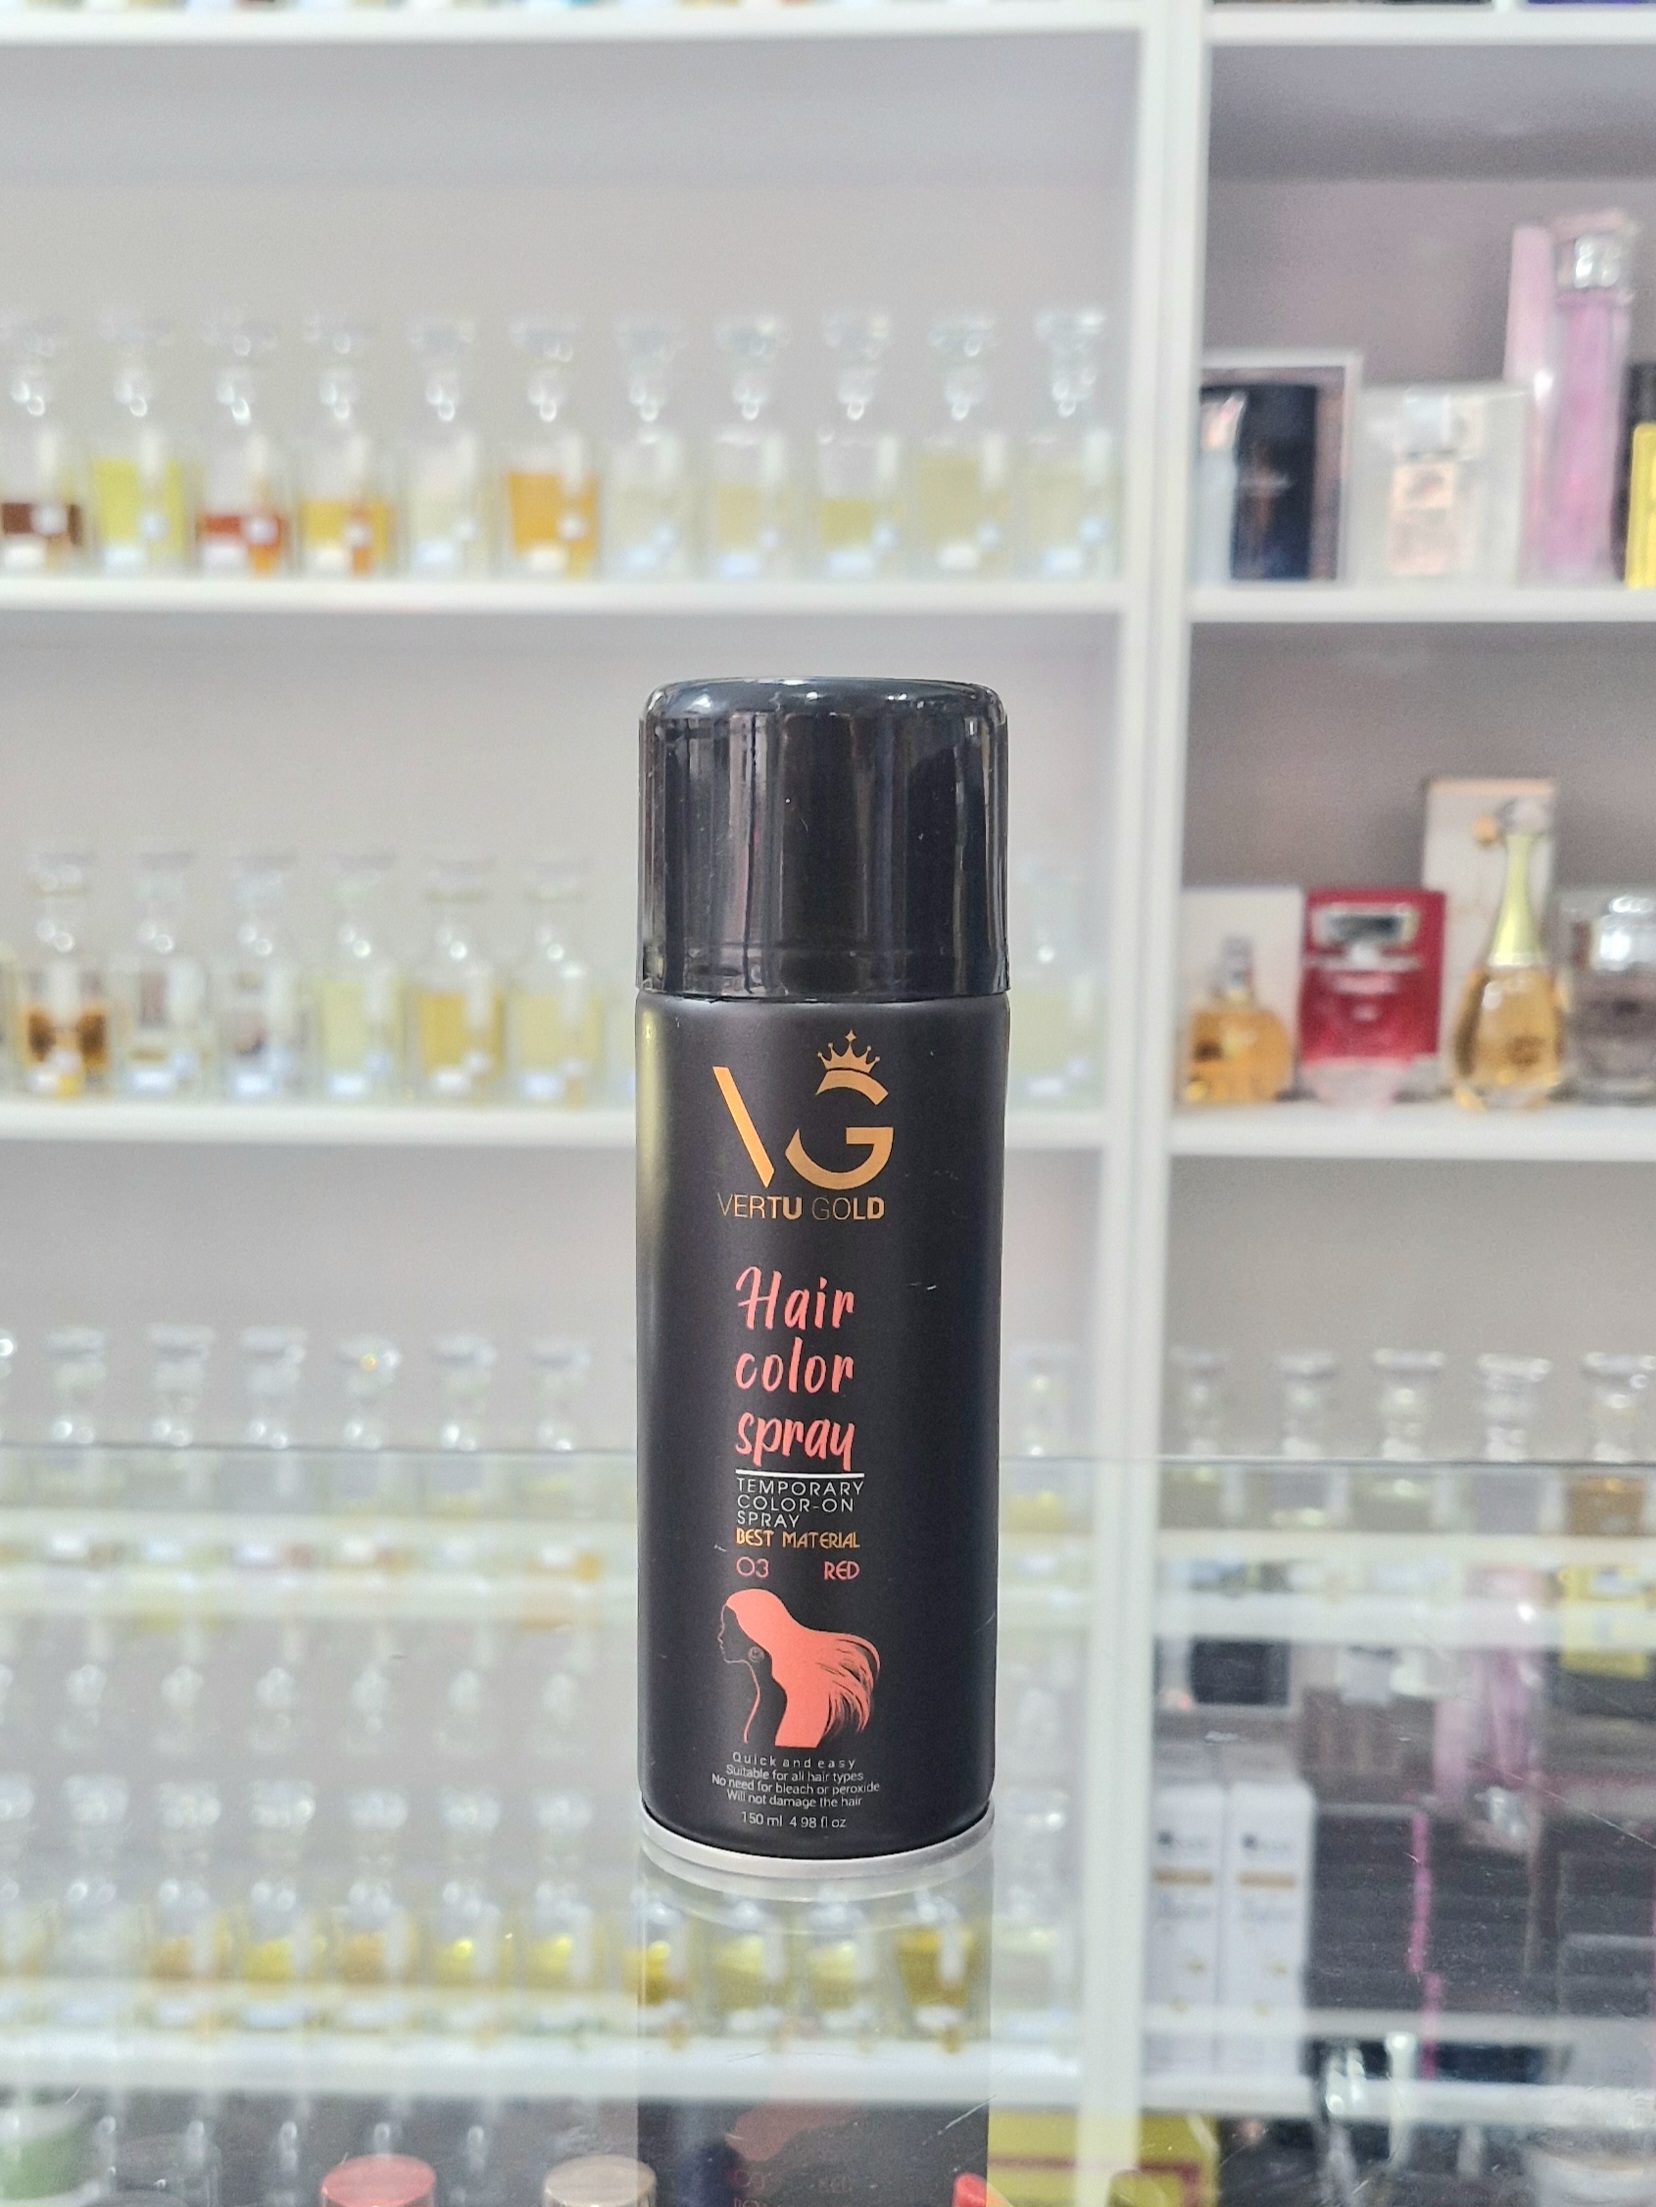 VG
VERTU GOLD
Hair
color
spray
TEMPORARY
COLOR-ON
SPRAY
BEST MATERIAL
03 RED
Quick and easy
Suitable for all hair types
No need for bleach or peroxide
Will not damage the hair
150 ml 4.98 fl oz